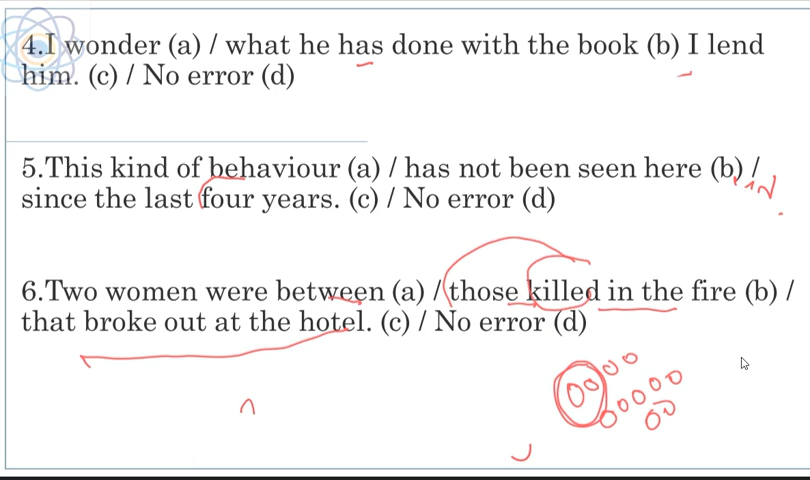 4.I wonder (a) / what he has done with the book (b) I lend
him. (c) / No error (d)
5.This kind of behaviour (a) / has not been seen here (b) /
since the last four years. (c) / No error (d)
in
6.Two women were between (a) / those killed in the fire (b) /
that broke out at the hotel. (c) / No error (d)